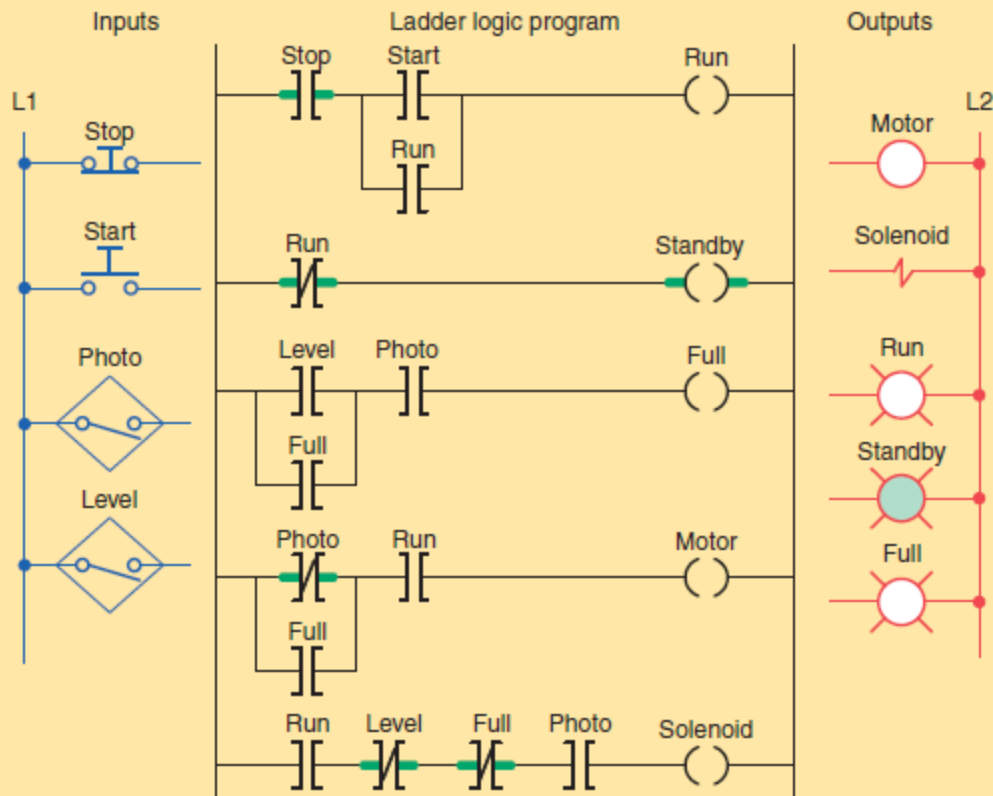 Inputs
Ladder logic program
Outputs
L1
L2
Stop
Start
Photo
Level
Stop Start Run
Run
Run Standby
Level Photo Full
Full
Photo Run Motor
Full
Run Level Full Photo Solenoid
Motor
Solenoid
Run
Standby
Full